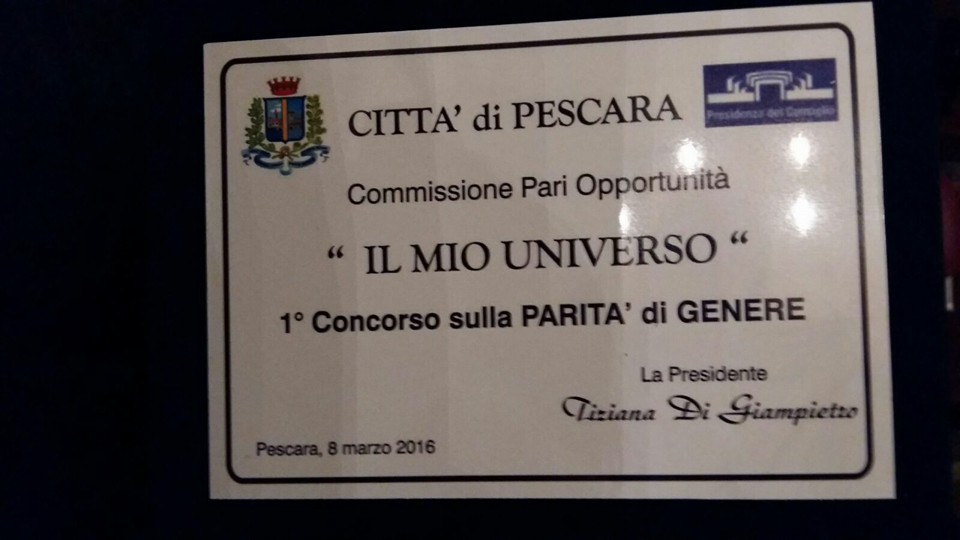 CITTA' di PESCARA
Presidenza del Consiglio
Commissione Pari Opportunità
“ IL MIO UNIVERSO “
1° Concorso sulla PARITA' di GENERE
La Presidente
Tiziana Di Giampietro
Pescara, 8 marzo 2016